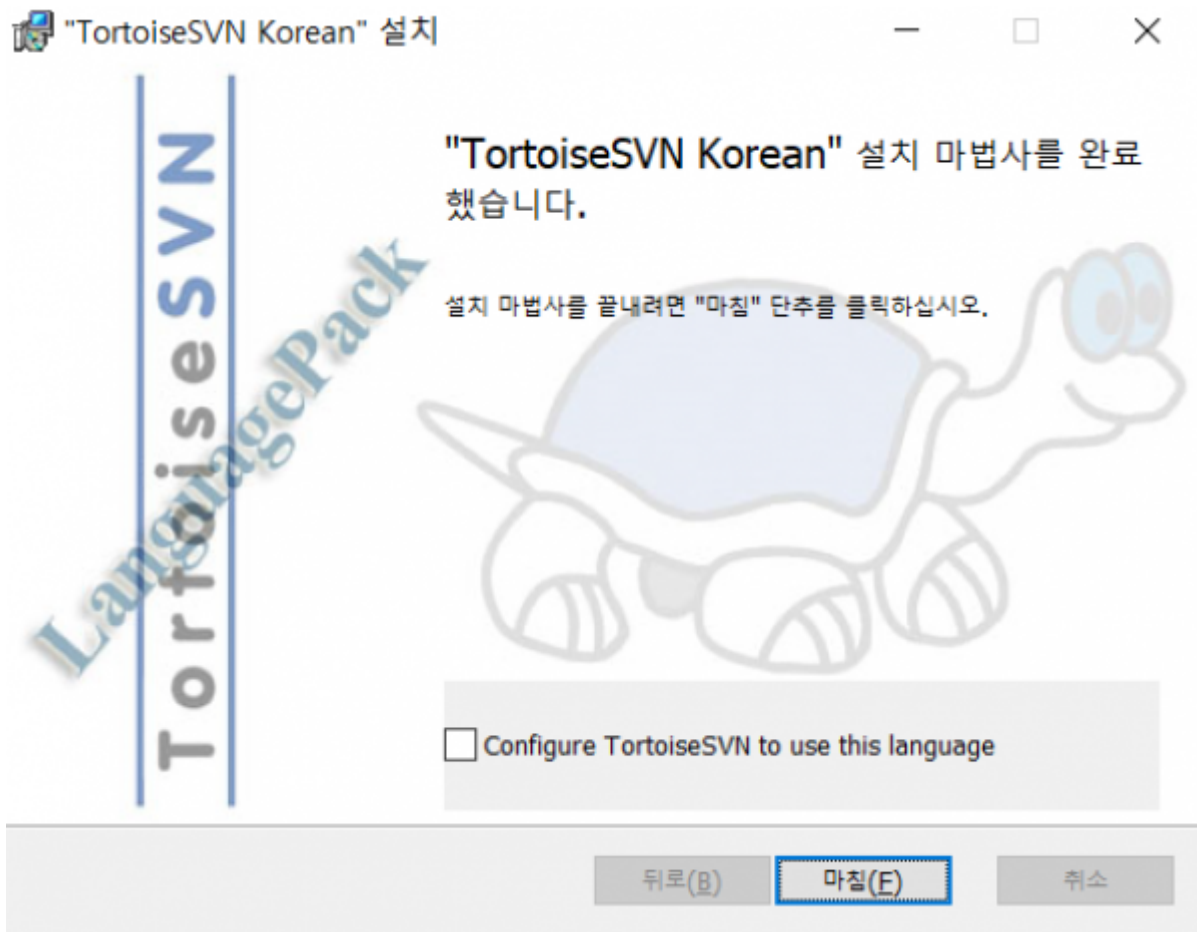 "TortoiseSVN Korean" 설치
TortoiseSVN
LanguagePack
"TortoiseSVN Korean" 설치 마법사를 완료
했습니다.
설치 마법사를 끝내려면 "마침" 단추를 클릭하십시오.
Configure TortoiseSVN to use this language
뒤로(B)
마침(F)
취소